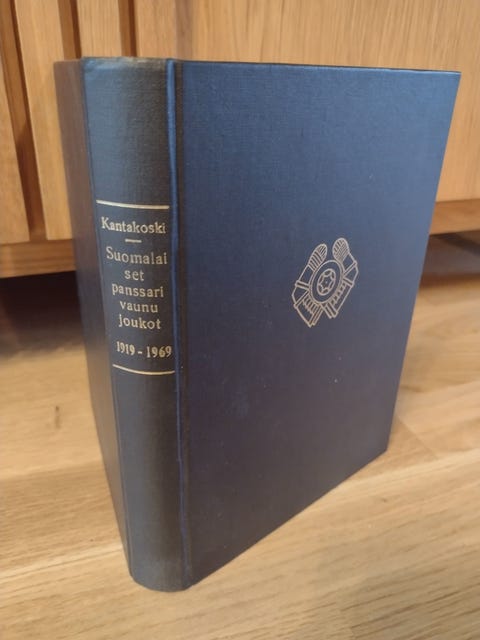 Kantakoski
Suomalai
set
panssari
vaunu
joukot
1919 - 1969